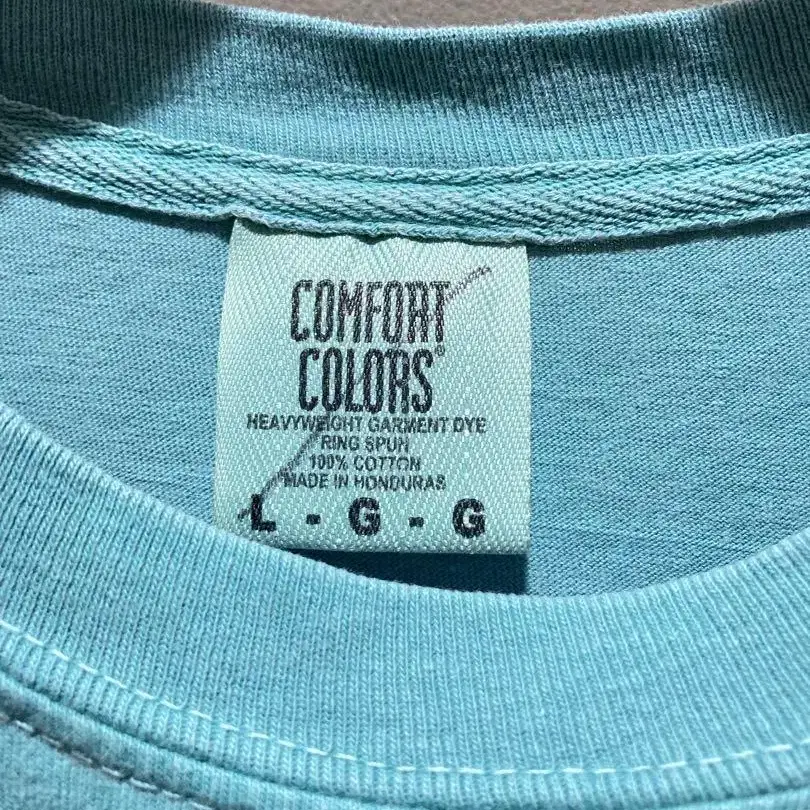 COMFORT
COLORS®
HEAVYWEIGHT GARMENT DYE
RING SPUN
100% COTTON
MADE IN HONDURAS
L - G - G